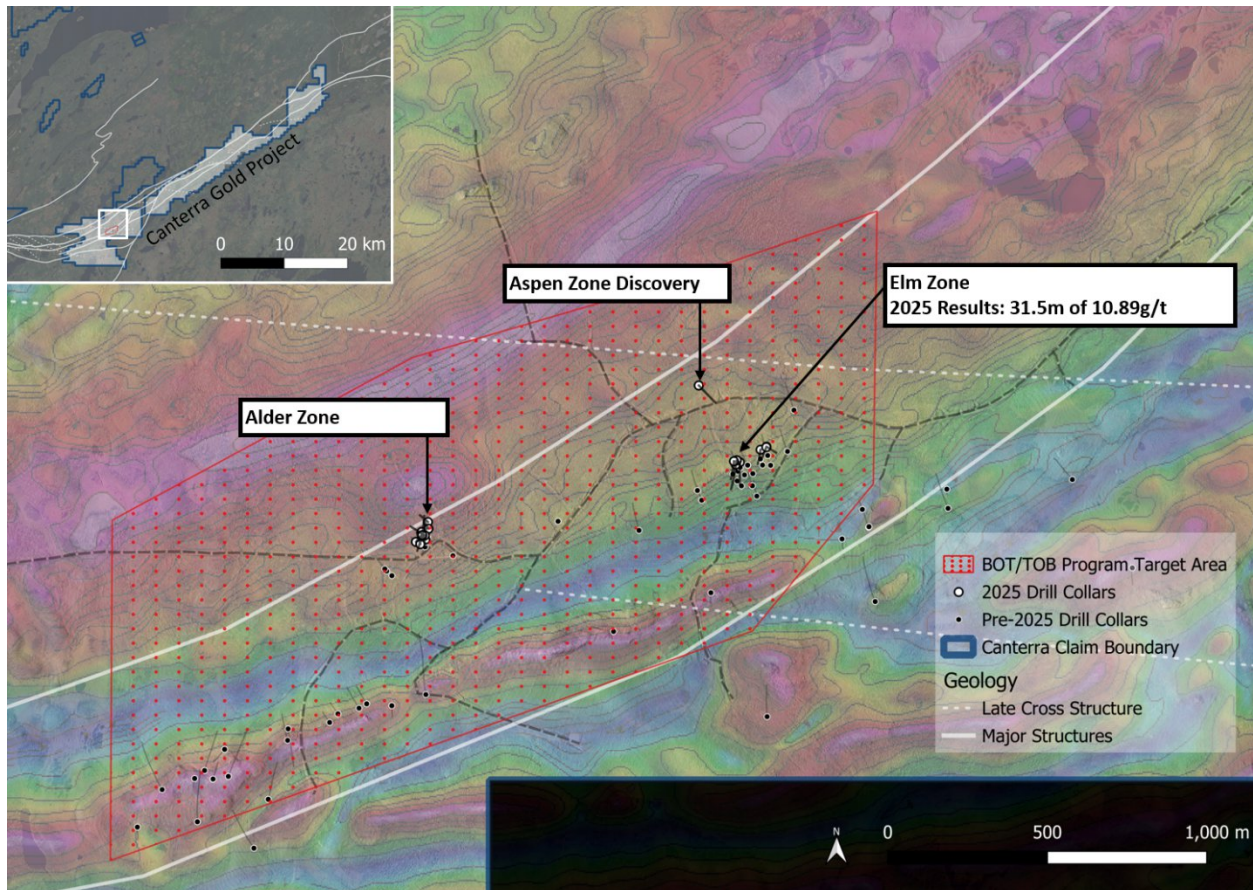 Canterra Gold Project
0 10 20 km
Aspen Zone Discovery
Elm Zone
2025 Results: 31.5m of 10.89g/t
Alder Zone
BOT/TOB Program Target Area
2025 Drill Collars
Pre-2025 Drill Collars
Canterra Claim Boundary
Geology
Late Cross Structure
Major Structures
N
0 500 1,000 m